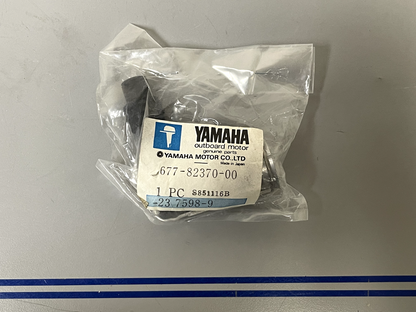 YAMAHA
outboard motor
genuine parts
Made in Japan
YAMAHA MOTOR CO.,LTD
677-82370-00
1 PC S851116B
-23 7598-9